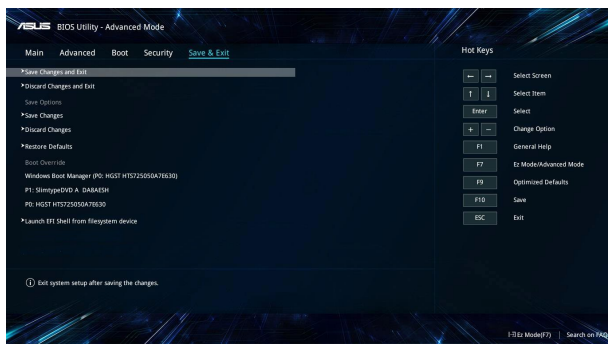 ASUS BIOS Utility - Advanced Mode
Main Advanced Boot Security Save & Exit
Hot Keys
Save Changes and Exit
Discard Changes and Exit
Save Options
Save Changes
Discard Changes
Restore Defaults
Boot Override
Windows Boot Manager (P0: HGST HTS725050A7E630)
P1: SlimtypeDVD A DA8AESH
P0: HGST HTS725050A7E630
Launch EFI Shell from filesystem device
← → Select Screen
↑ ↓ Select Item
Enter Select
+ − Change Option
F1 General Help
F7 Ez Mode/Advanced Mode
F9 Optimized Defaults
F10 Save
ESC Exit
Exit system setup after saving the changes.
Ez Mode(F7) | Search on FAQ